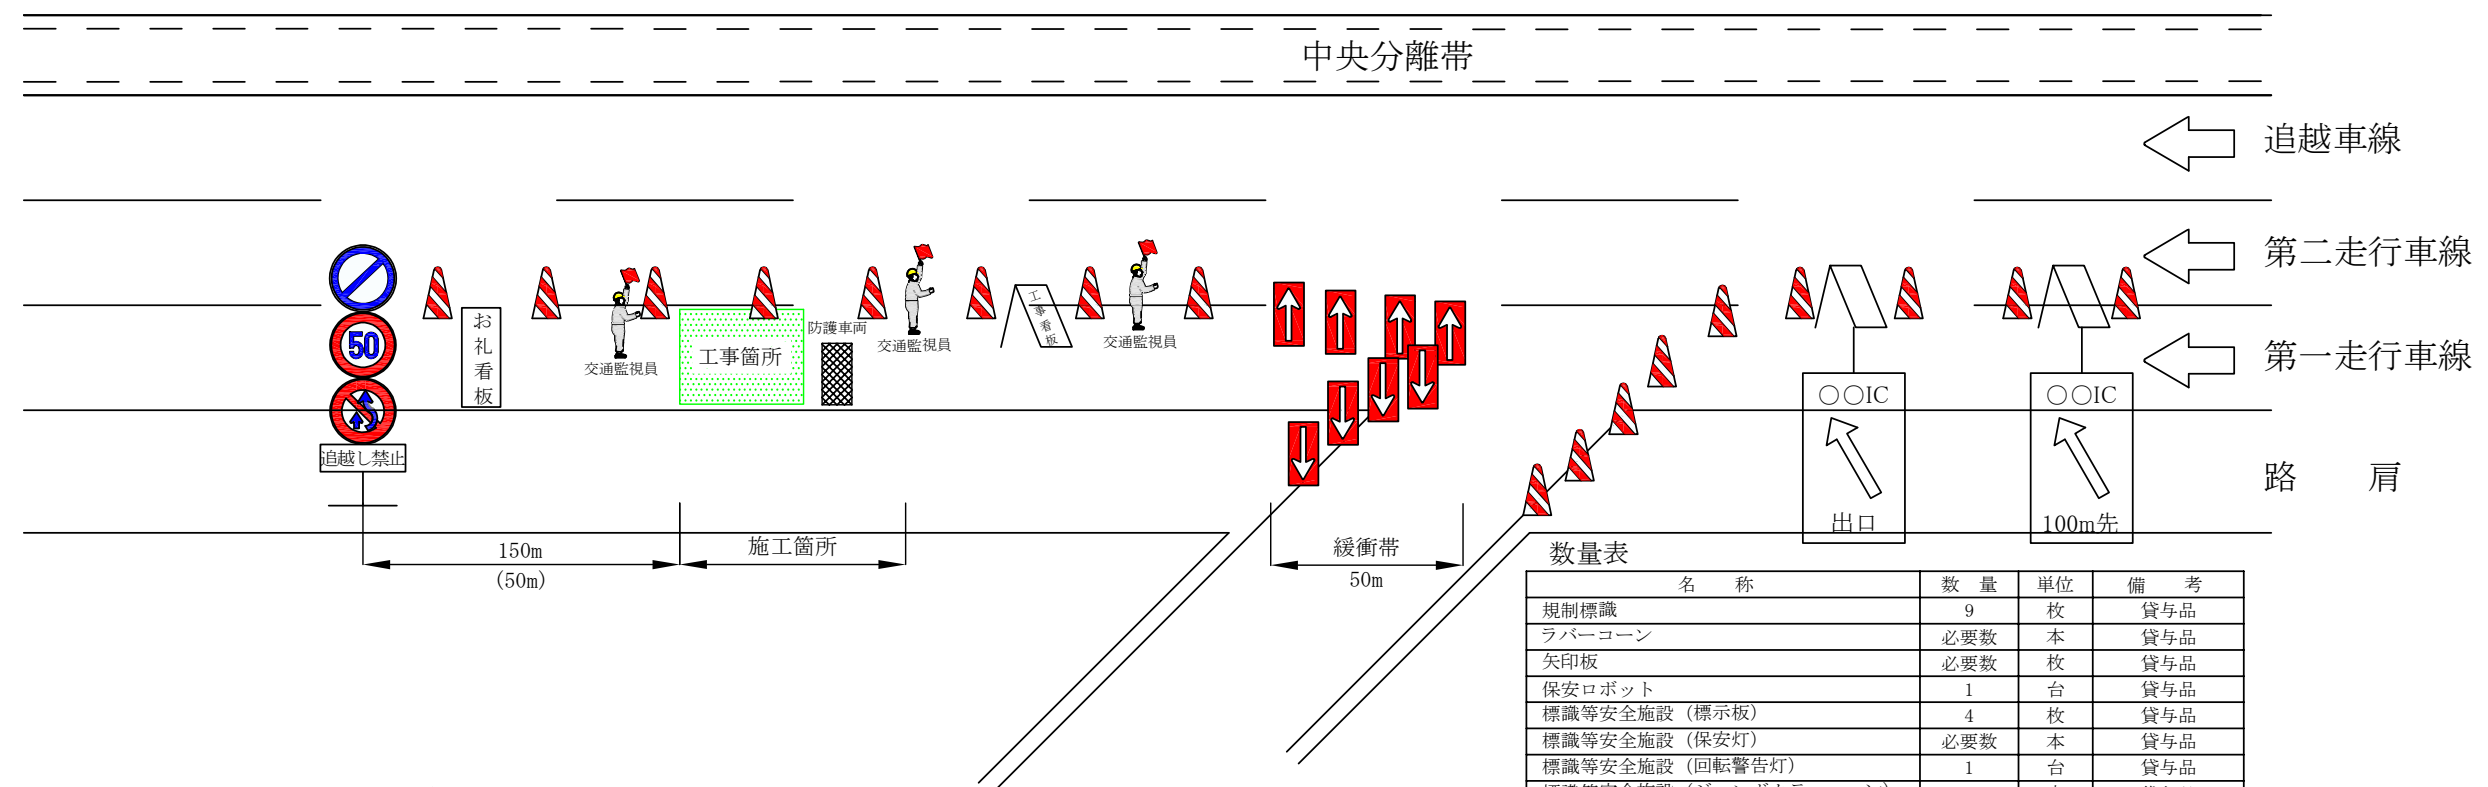 中央分離帯
追越車線
第二走行車線
第一走行車線
路　肩
50
追越し禁止
お礼看板
交通監視員
工事箇所
防護車両
交通監視員
工事看板
交通監視員
〇〇IC
出口
〇〇IC
100m先
150m
(50m)
施工箇所
緩衝帯
50m
数量表
名　称 数　量 単位 備　考
規制標識 9 枚 貸与品
ラバーコーン 必要数 本 貸与品
矢印板 必要数 枚 貸与品
保安ロボット 1 台 貸与品
標識等安全施設（標示板） 4 枚 貸与品
標識等安全施設（保安灯） 必要数 本 貸与品
標識等安全施設（回転警告灯） 1 台 貸与品